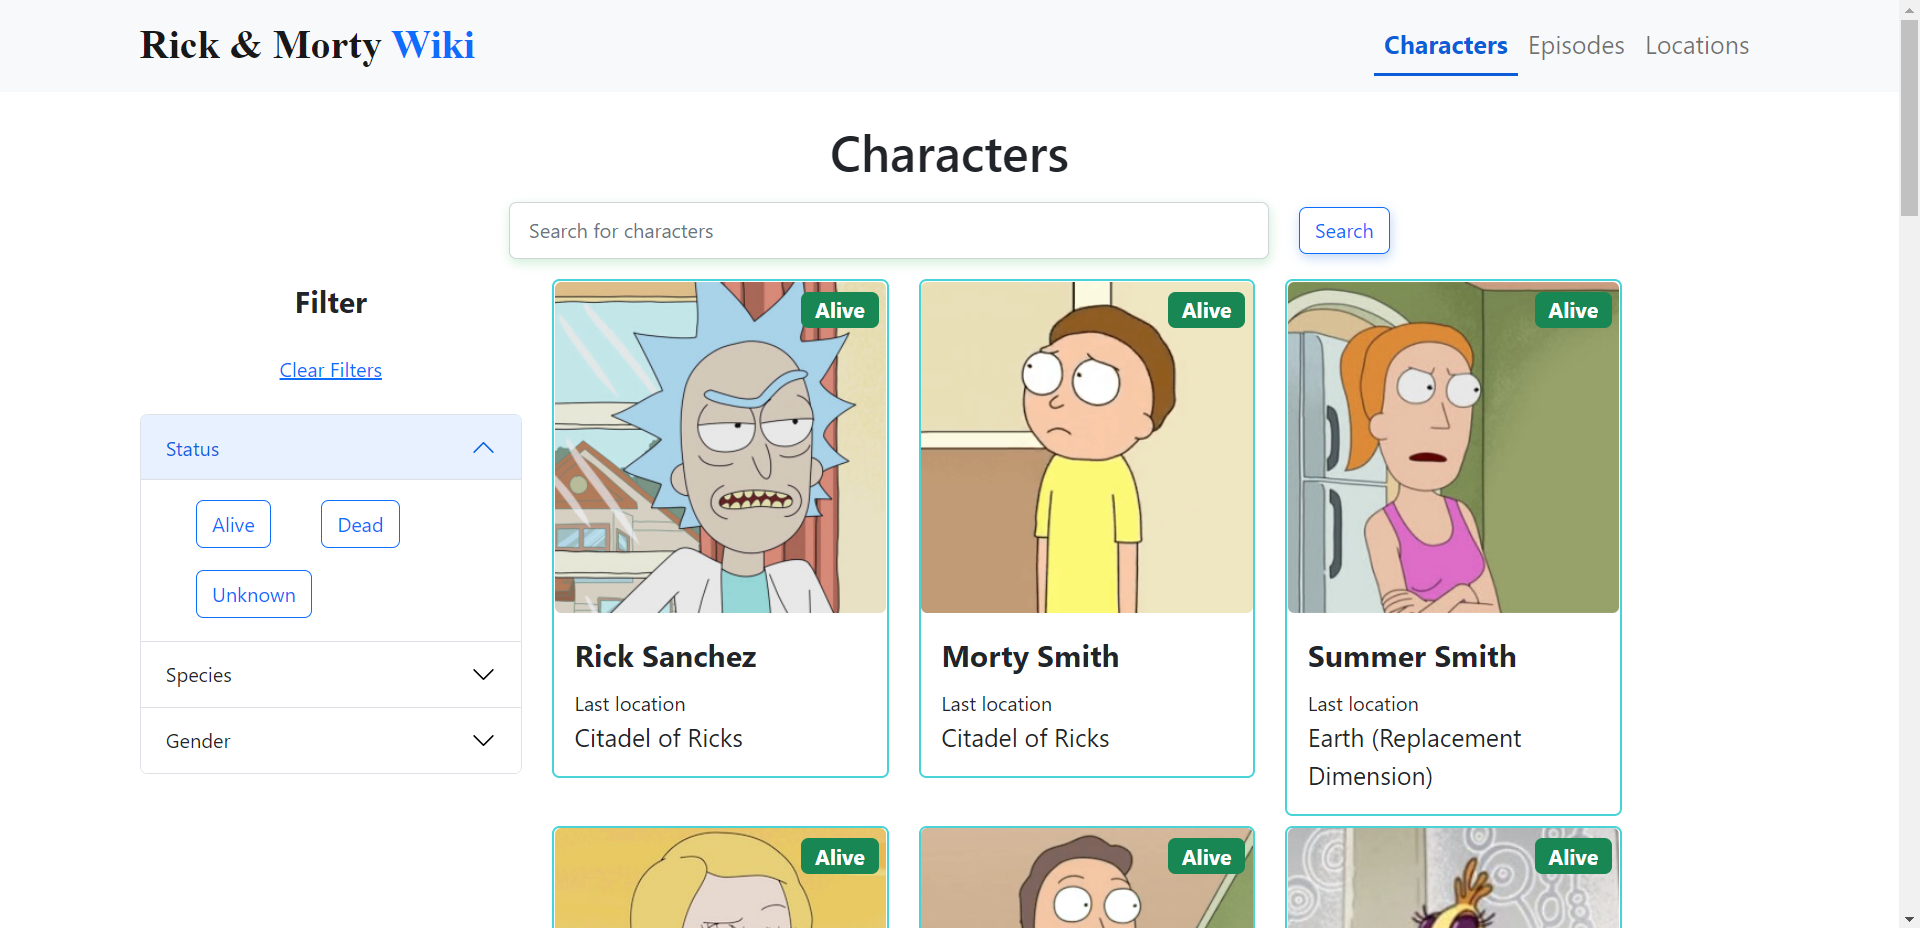 Rick & Morty Wiki
Characters Episodes Locations
Characters
Search for characters
Search
Filter
Clear Filters
Status
Alive
Dead
Unknown
Species
Gender
Alive
Rick Sanchez
Last location
Citadel of Ricks
Alive
Morty Smith
Last location
Citadel of Ricks
Alive
Summer Smith
Last location
Earth (Replacement
Dimension)
Alive
Alive
Alive